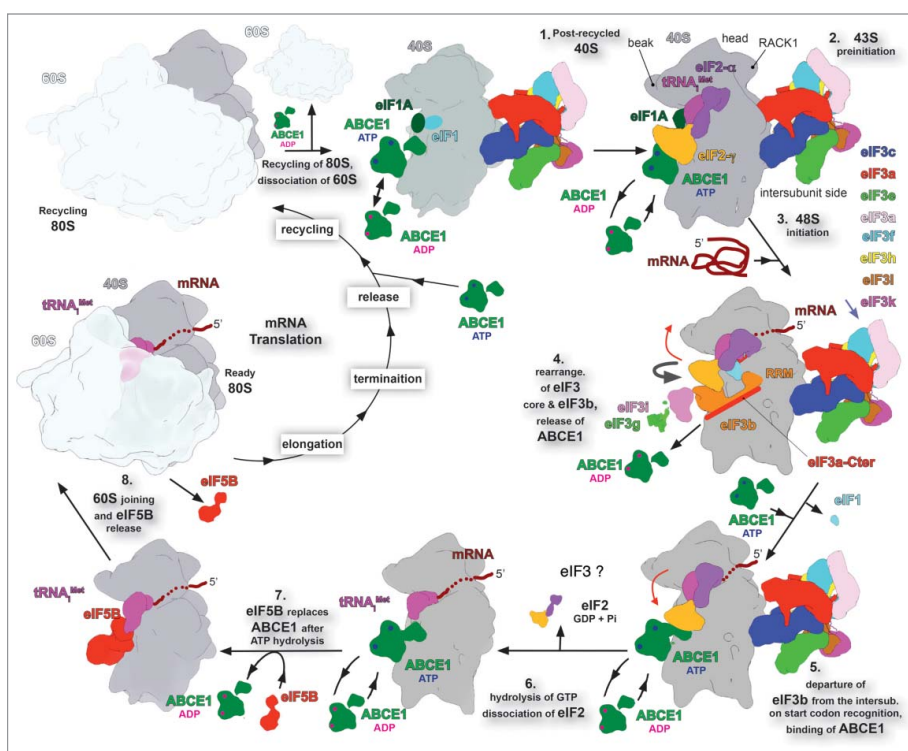 60S
60S
ABCE1
ADP
Recycling of 80S,
dissociation of 60S
Recycling
80S
40S
eIF1A
ABCE1
ATP
eIF1
ABCE1
ADP
1. Post-recycled
40S
beak
40S
head
RACK1
eIF2-α
tRNAiMet
eIF1A
eIF2-γ
ABCE1
ATP
ABCE1
ADP
intersubunit side
2. 43S
preinitiation
eIF3c
eIF3a
eIF3e
eIF3a
eIF3f
eIF3h
eIF3l
eIF3k
3. 48S
initiation
5'
mRNA
mRNA
5'
4.
rearrange.
of eIF3
core & eIF3b,
release of
ABCE1
RRM
eIF3i
eIF3g
eIF3b
eIF3a-Cter
ABCE1
ADP
ABCE1
ATP
eIF1
recycling
release
ABCE1
ATP
mRNA
Translation
terminaition
elongation
40S
tRNAiMet
mRNA
5'
60S
Ready
80S
8.
60S joining
and eIF5B
release
eIF5B
5'
tRNAiMet
eIF5B
7.
eIF5B replaces
ABCE1 after
ATP hydrolysis
ABCE1
ADP
eIF5B
mRNA
5'
tRNAiMet
ABCE1
ATP
ABCE1
ADP
eIF3 ?
eIF2
GDP + Pi
6.
hydrolysis of GTP
dissociation of eIF2
5'
ABCE1
ATP
ABCE1
ADP
5.
departure of
eIF3b from the intersub.
on start codon recognition,
binding of ABCE1